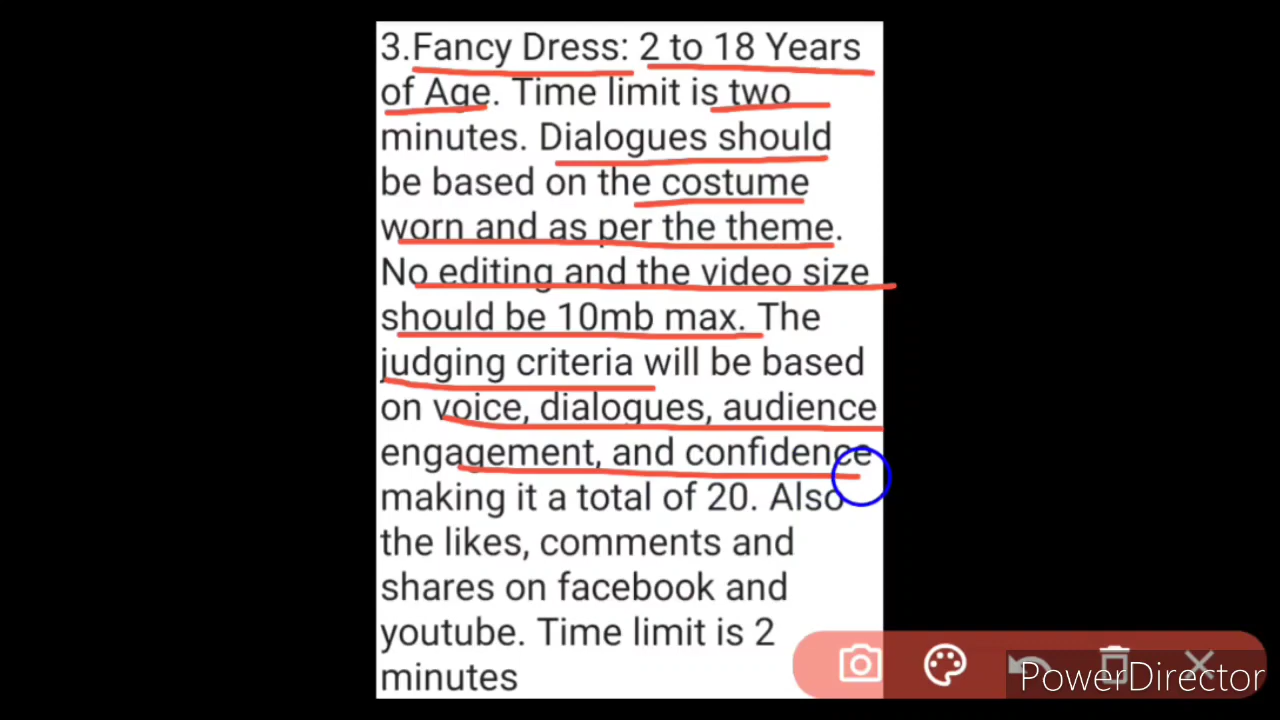 3.Fancy Dress: 2 to 18 Years
of Age. Time limit is two
minutes. Dialogues should
be based on the costume
worn and as per the theme.
No editing and the video size
should be 10mb max. The
judging criteria will be based
on voice, dialogues, audience
engagement, and confidence
making it a total of 20. Also
the likes, comments and
shares on facebook and
youtube. Time limit is 2
minutes
PowerDirector